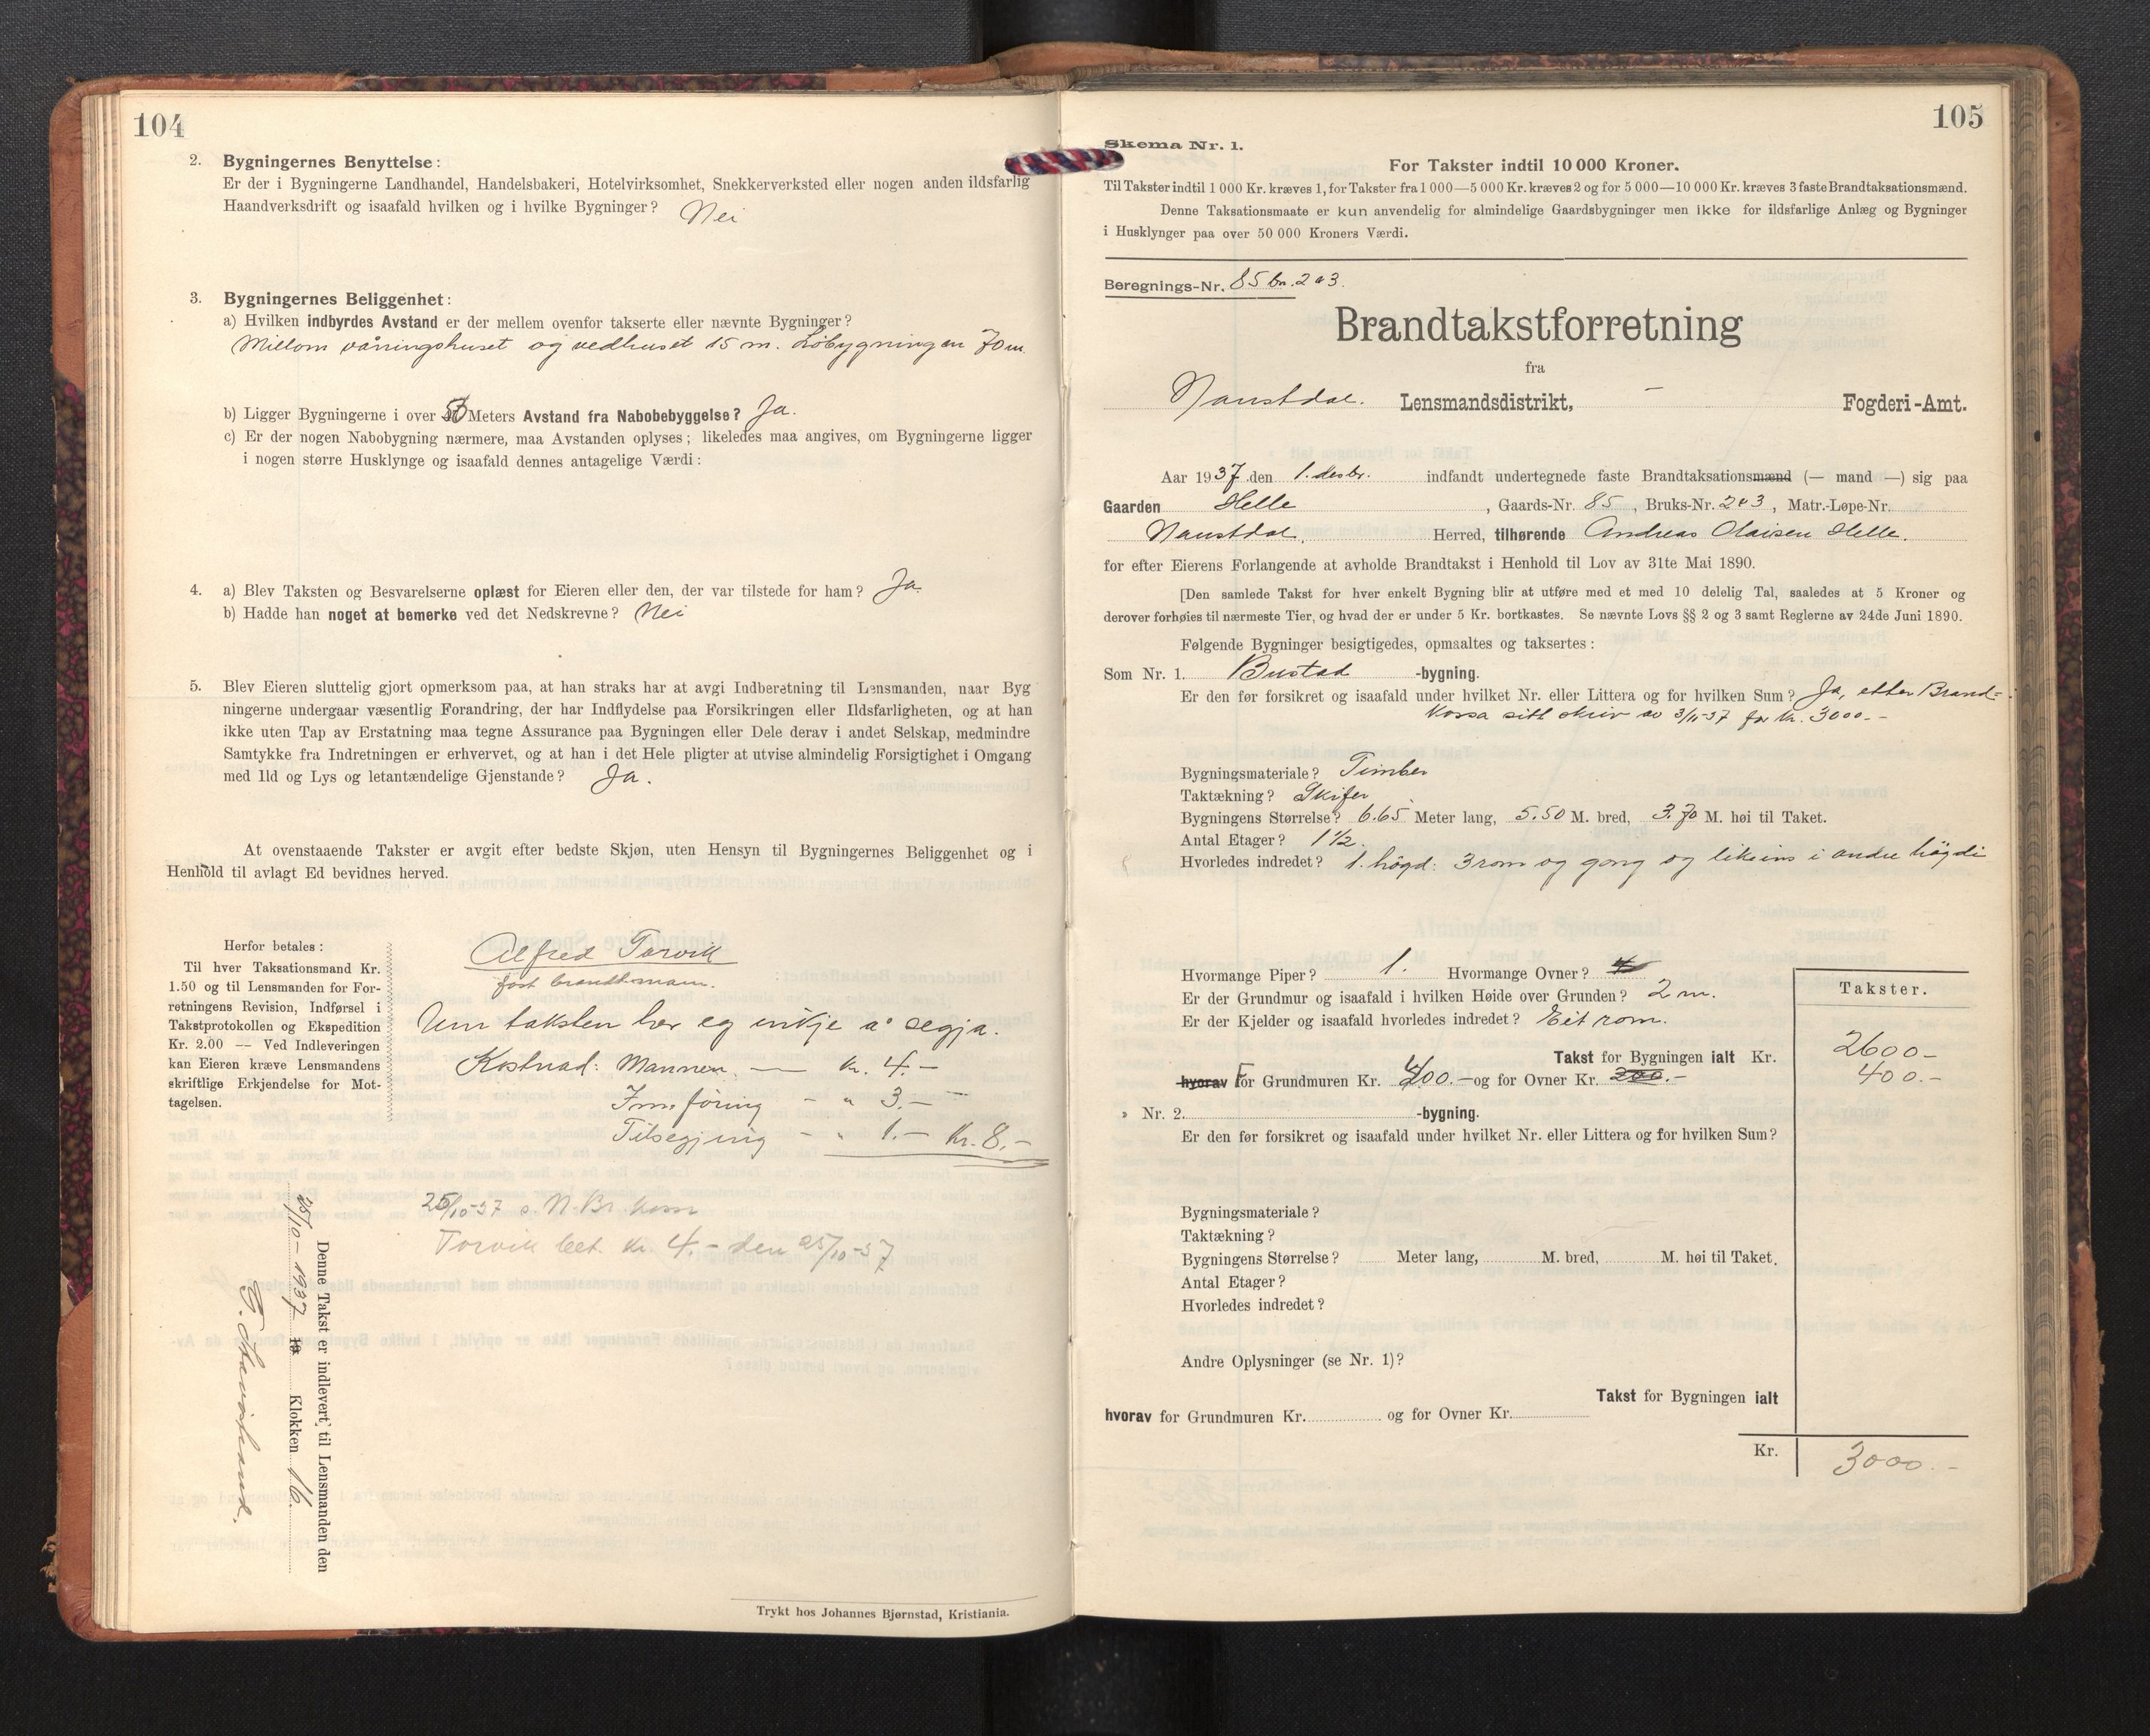 104
2. Bygningernes Benyttelse:
Er der i Bygningerne Landhandel, Handelsbakeri, Hotelvirksomhet, Snekkerverksted eller nogen anden ildsfarlig
Haandverksdrift og isaafald hvilken og i hvilke Bygninger? Nei
3. Bygningernes Beliggenhet:
a) Hvilken indbyrdes Avstand er der mellem ovenfor takserte eller nævnte Bygninger?
Millom våningshuset og vedhuset 15 m. Löbygningen 70 m.
b) Ligger Bygningerne i over 50 Meters Avstand fra Nabobebyggelse? Ja.
c) Er der nogen Nabobygning nærmere, maa Avstanden oplyses; likeledes maa angives, om Bygningerne ligger
i nogen større Husklynge og isaafald dennes antagelige Værdi:
4. a) Blev Taksten og Besvarelserne oplæst for Eieren eller den, der var tilstede for ham? Ja.
b) Hadde han noget at bemerke ved det Nedskrevne? Nei
5. Blev Eieren sluttelig gjort opmerksom paa, at han straks har at avgi Indberetning til Lensmanden, naar Byg
ningerne undergaar væsentlig Forandring, der har Indflydelse paa Forsikringen eller Ildsfarligheten, og at han
ikke uten Tap av Erstatning maa tegne Assurance paa Bygningen eller Dele derav i andet Selskap, medmindre
Samtykke fra Indretningen er erhvervet, og at han i det Hele pligter at utvise almindelig Forsigtighet i Omgang
med Ild og Lys og letantændelige Gjenstande? Ja.
At ovenstaaende Takster er avgit efter bedste Skjøn, uten Hensyn til Bygningernes Beliggenhet og i
Henhold til avlagt Ed bevidnes herved.
Herfor betales:
Til hver Taksationsmand Kr.
1.50 og til Lensmanden for For-
retningens Revision, Indførsel i
Takstprotokollen og Ekspedition
Kr. 2.00 — Ved Indleveringen
kan Eieren kræve Lensmandens
skriftlige Erkjendelse for Mot-
tagelsen.
Alfred Torvik
fast brandt.mann.
Um taksten her eg inkje å segja.
Kostnad: Mannen — kr. 4.-
Innföring - " 3.-
Tilsegjing - " 1.- Kr. 8.-
25/10-37 s. N. Br. kassa
Torvik bet. kr. 4.- den 25/10-37
Denne Takst er indlevert til Lensmanden den
25/10-1937 19 Klokken 16.
Trykt hos Johannes Bjørnstad, Kristiania.
105
Skema Nr. 1.
For Takster indtil 10 000 Kroner.
Til Takster indtil 1 000 Kr. kræves 1, for Takster fra 1 000—5 000 Kr. kræves 2 og for 5 000—10 000 Kr. kræves 3 faste Brandtaksationsmænd.
Denne Taksationsmaate er kun anvendelig for almindelige Gaardsbygninger men ikke for ildsfarlige Anlæg og Bygninger
i Husklynger paa over 50 000 Kroners Værdi.
Beregnings-Nr. 85 bn. 2 o 3.
Brandtakstforretning
fra
Naustdal. Lensmandsdistrikt, — Fogderi-Amt.
Aar 1937 den 1. desbr. indfandt undertegnede faste Brandtaksationsmænd (— mand —) sig paa
Gaarden Helle, Gaards-Nr. 85, Bruks-Nr. 2 o 3, Matr.-Løpe-Nr.
Naustdal, Herred, tilhørende Andreas Olaisen Helle.
for efter Eierens Forlangende at avholde Brandtakst i Henhold til Lov av 31te Mai 1890.
[Den samlede Takst for hver enkelt Bygning blir at utføre med et med 10 delelig Tal, saaledes at 5 Kroner og
derover forhøies til nærmeste Tier, og hvad der er under 5 Kr. bortkastes. Se nævnte Lovs §§ 2 og 3 samt Reglerne av 24de Juni 1890.
Følgende Bygninger besigtigedes, opmaaltes og taksertes:
Som Nr. 1. Bustad -bygning.
Er den før forsikret og isaafald under hvilket Nr. eller Littera og for hvilken Sum? Ja, etter Brand-
kassa sitt skriv av 3/11-37 for kr. 3000.-
Bygningsmateriale? Timber
Taktækning? Skifer
Bygningens Størrelse? 6.65 Meter lang, 5.50 M. bred, 3.70 M. høi til Taket.
Antal Etager? 1½.
Hvorledes indredet? 1. högd: 3 rom og gang og likeins i andre högdi
Hvormange Piper? 1. Hvormange Ovner?
Er der Grundmur og isaafald i hvilken Høide over Grunden? 2 m.
Er der Kjelder og isaafald hvorledes indredet? Eit rom.
Takster.
Takst for Bygningen ialt Kr. 2600-
hvorav For Grundmuren Kr. 400.- og for Ovner Kr. 200.- 400.-
» Nr. 2. -bygning.
Er den før forsikret og isaafald under hvilket Nr. eller Littera og for hvilken Sum?
Bygningsmateriale?
Taktækning?
Bygningens Størrelse? Meter lang, M. bred, M. høi til Taket.
Antal Etager?
Hvorledes indredet?
Andre Oplysninger (se Nr. 1)?
Takst for Bygningen ialt
hvorav for Grundmuren Kr. og for Ovner Kr.
Kr. 3000.-